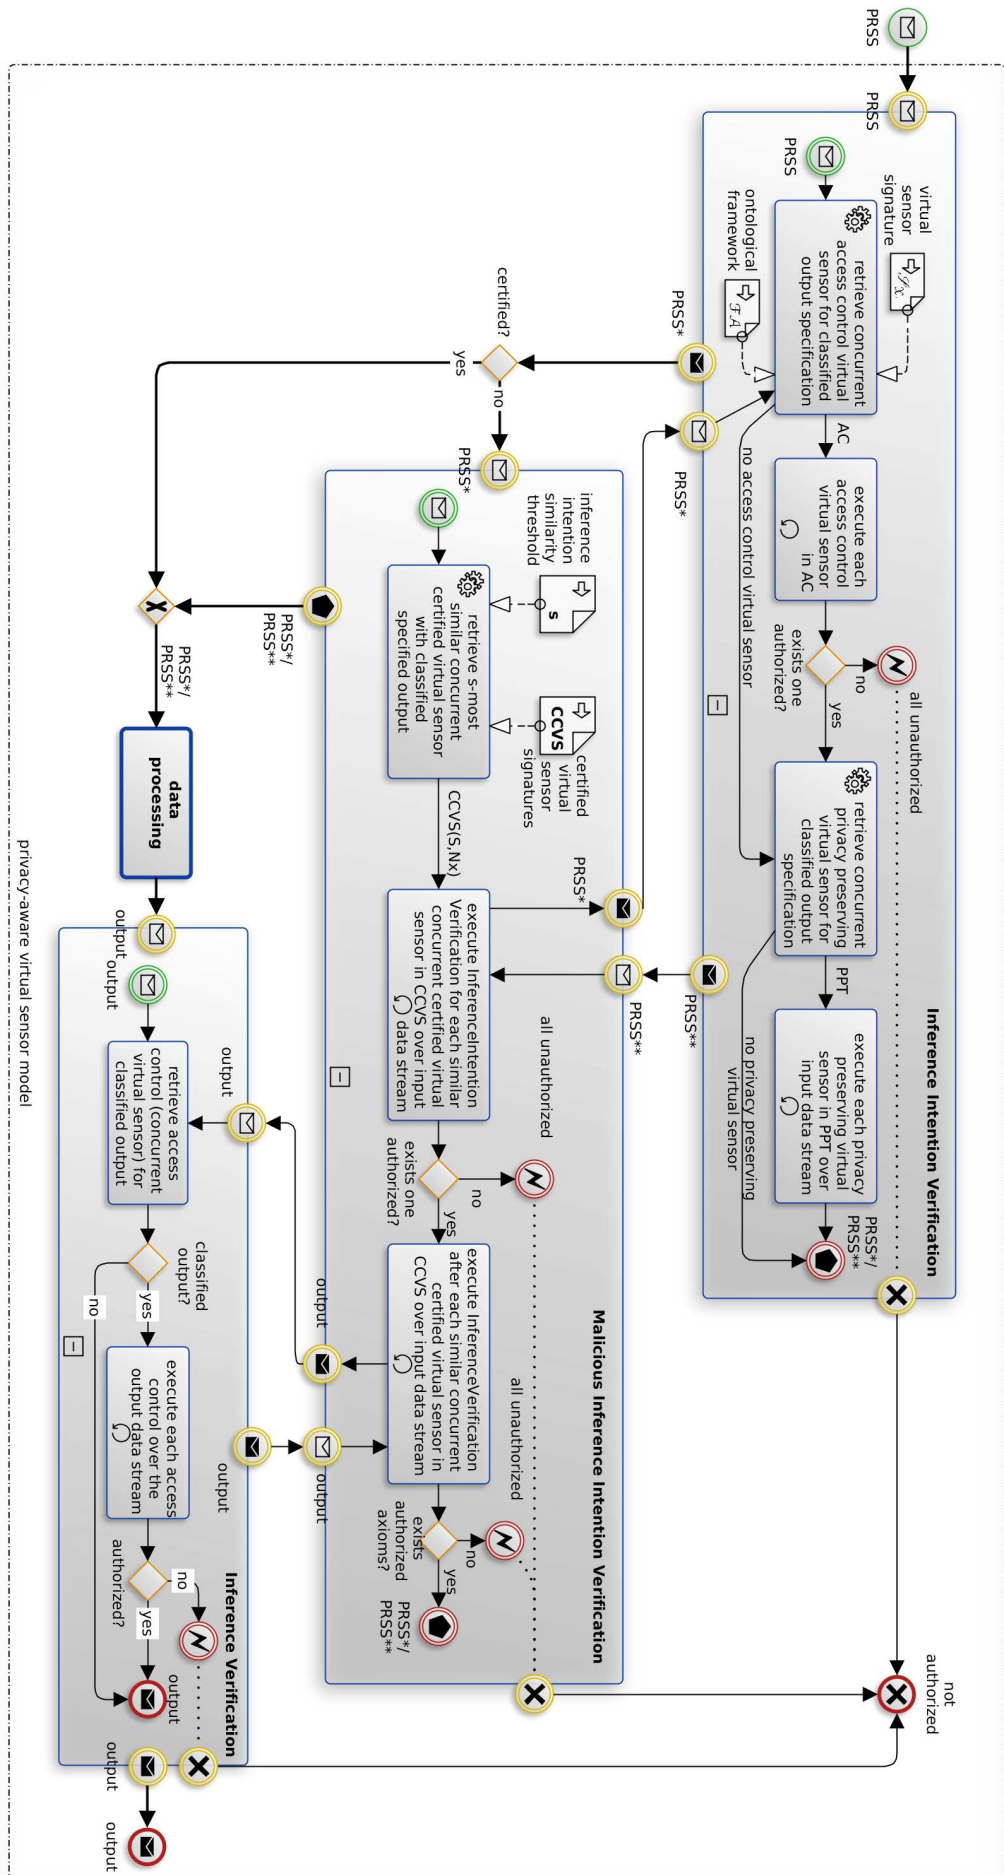 PRSS
PRSS
Inference Intention Verification
PRSS
virtual
sensor
signature
𝒮x
ontological
framework
ℱ𝒜
retrieve concurrent
access control virtual
sensor for classified
output specification
AC
execute each
access control
virtual sensor
in AC
exists one
authorized?
no
all unauthorized
yes
no access control virtual sensor
retrieve concurrent
privacy preserving
virtual sensor for
classified output
specification
PPT
execute each privacy
preserving virtual
sensor in PPT over
input data stream
no privacy preserving
virtual sensor
PRSS*/
PRSS**
PRSS*
PRSS*
PRSS**
not
authorized
certified?
yes
no
PRSS*
Malicious Inference Intention Verification
inference
intention
similarity
threshold
s
CCVS
certified
virtual
sensor
signatures
retrieve s-most
similar concurrent
certified virtual sensor
with classified
specified output
CCVS(S,Nx)
PRSS*
PRSS**
execute InferenceIntention
Verification for each similar
concurrent certified virtual
sensor in CCVS over input
data stream
all unauthorized
exists one
authorized?
no
yes
execute InferenceVerification
after each similar concurrent
certified virtual sensor in
CCVS over input data stream
all unauthorized
exists
authorized
axioms?
no
yes
PRSS*/
PRSS**
output
output
PRSS*/
PRSS**
PRSS*/
PRSS**
data
processing
output
output
output
Inference Verification
retrieve access
control (concurrent
virtual sensor) for
classified output
classified
output?
yes
no
execute each access
control over the
output data stream
output
authorized?
no
yes
output
output
output
privacy-aware virtual sensor model